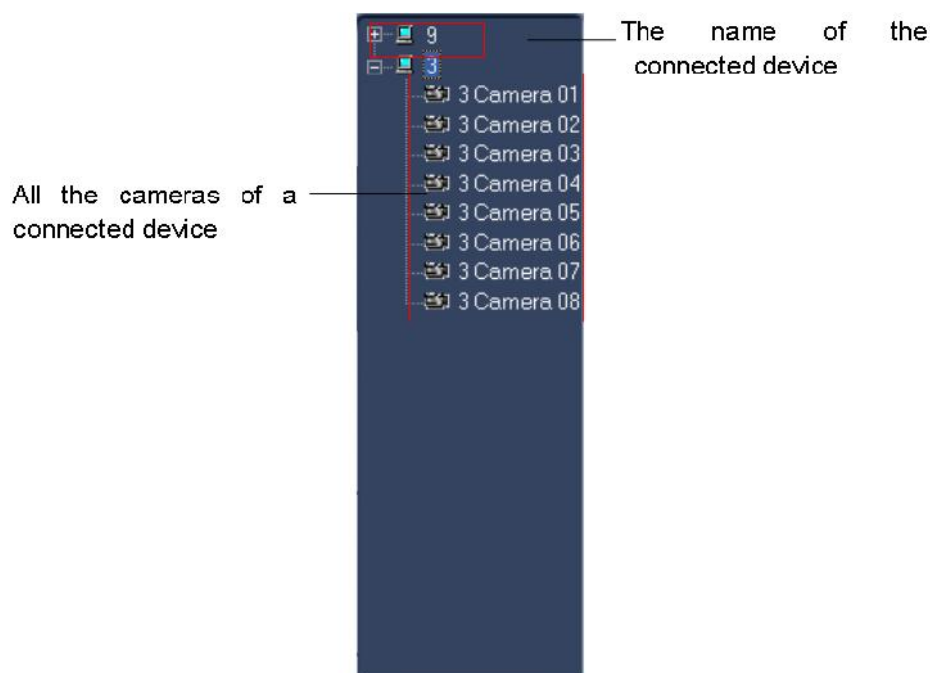 9
The name of the
connected device
3
3 Camera 01
3 Camera 02
3 Camera 03
3 Camera 04
3 Camera 05
3 Camera 06
3 Camera 07
3 Camera 08
All the cameras of a
connected device